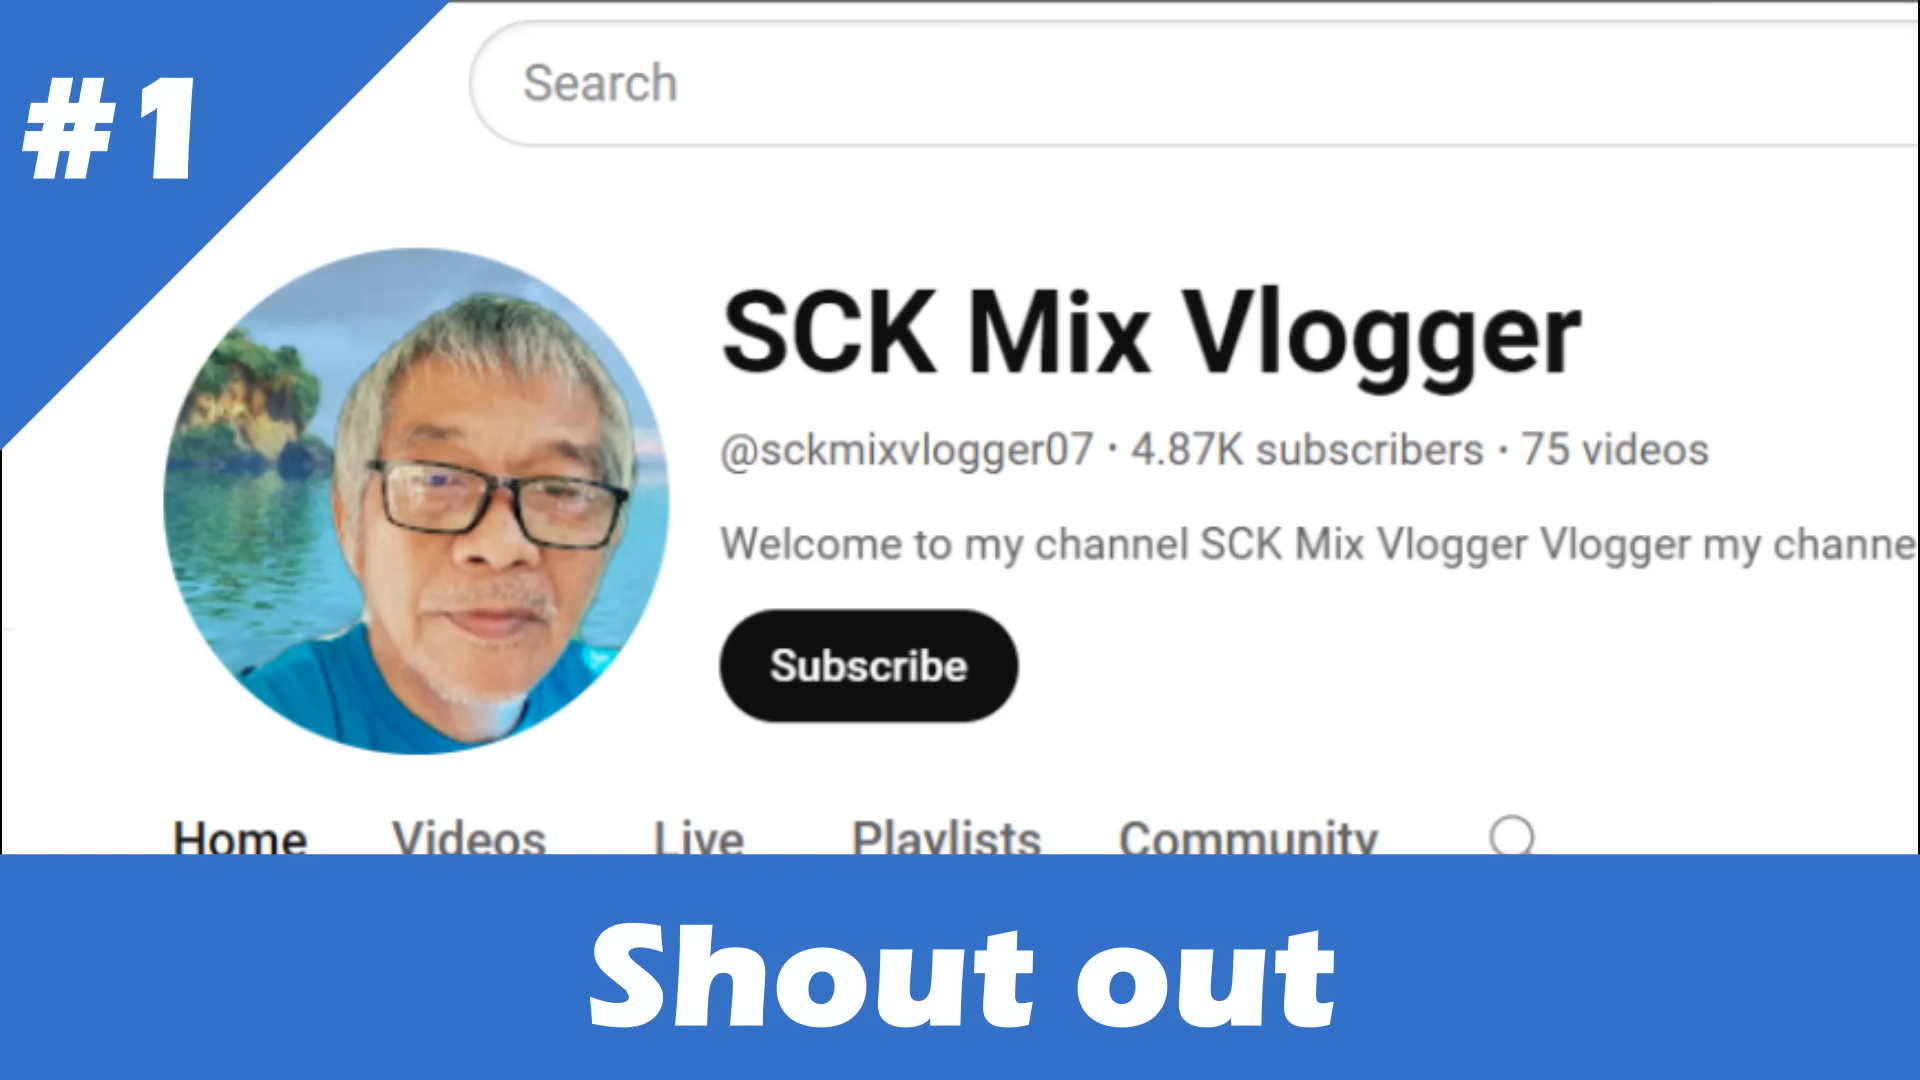 #1
Search
SCK Mix Vlogger
@sckmixvlogger07 · 4.87K subscribers · 75 videos
Welcome to my channel SCK Mix Vlogger Vlogger my channe
Subscribe
Home Videos Live Playlists Community
Shout out